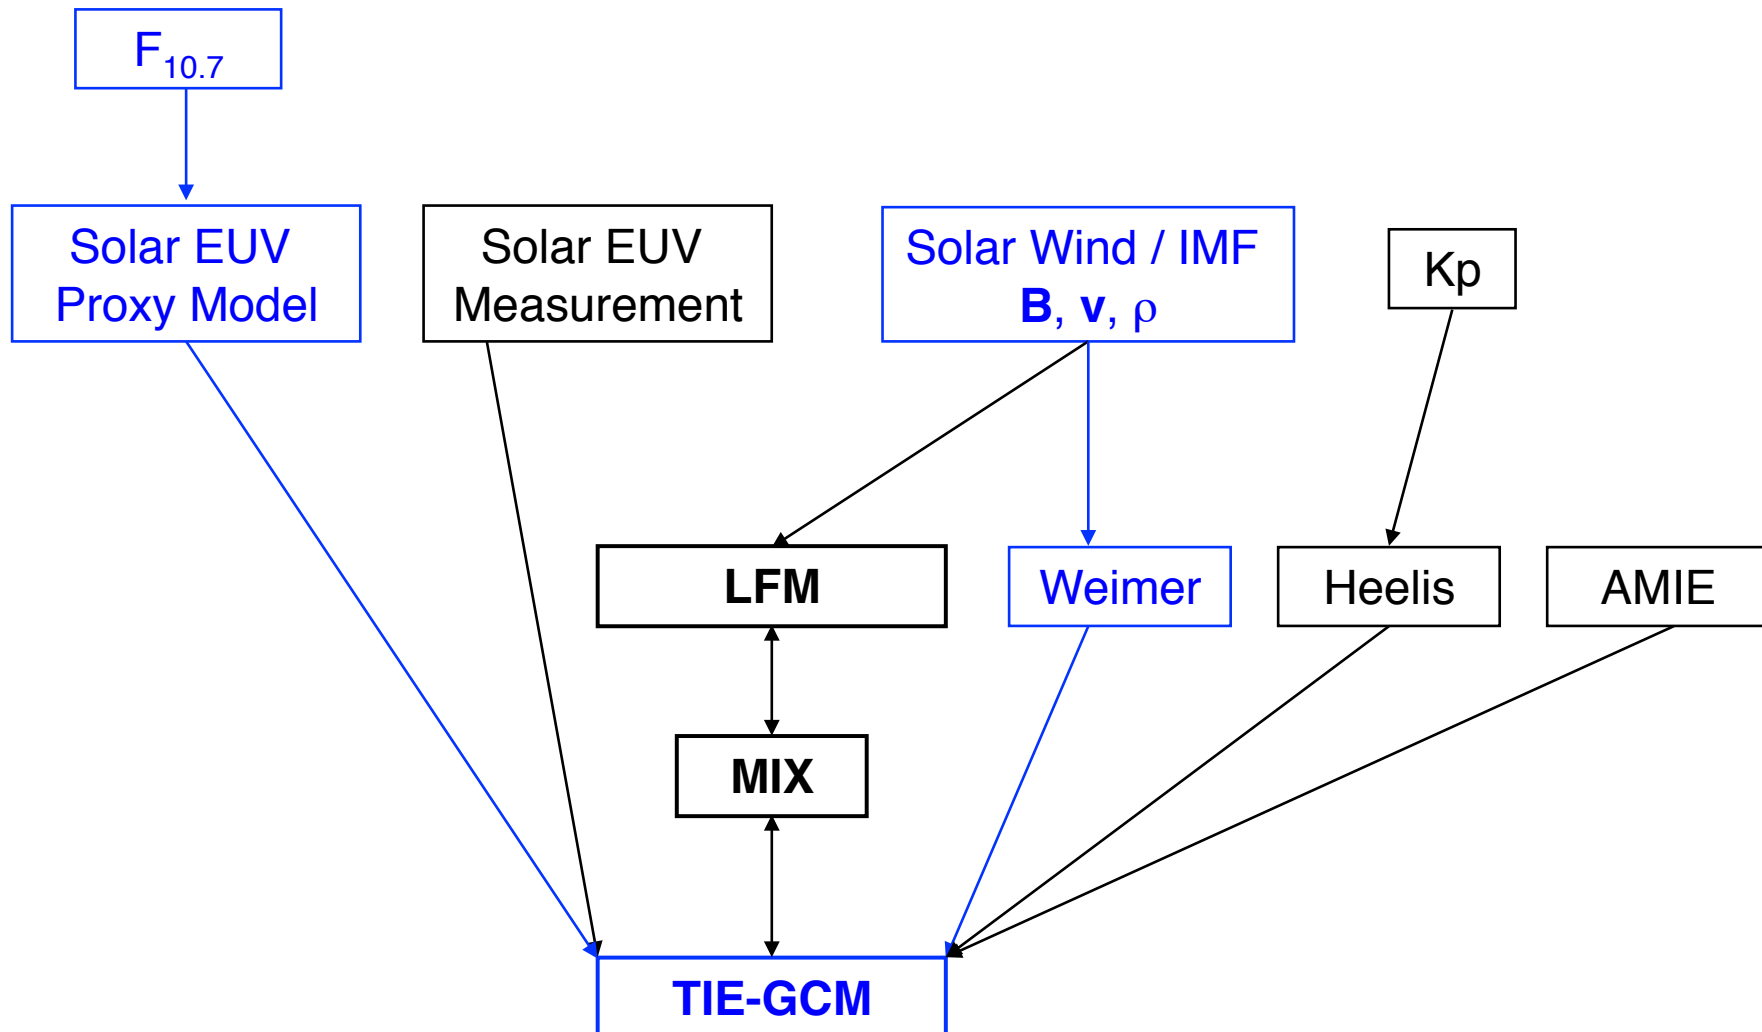 F10.7
Solar EUV
Proxy Model
Solar EUV
Measurement
Solar Wind / IMF
B, v, ρ
Kp
LFM
Weimer
Heelis
AMIE
MIX
TIE-GCM